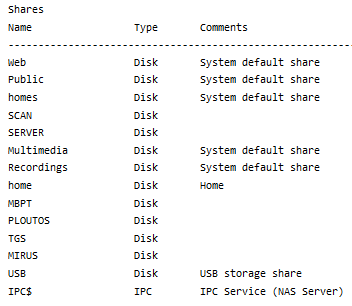 Shares
Name Type Comments
-------------------------------------------------------
Web Disk System default share
Public Disk System default share
homes Disk System default share
SCAN Disk
SERVER Disk
Multimedia Disk System default share
Recordings Disk System default share
home Disk Home
MBPT Disk
PLOUTOS Disk
TGS Disk
MIRUS Disk
USB Disk USB storage share
IPC$ IPC IPC Service (NAS Server)